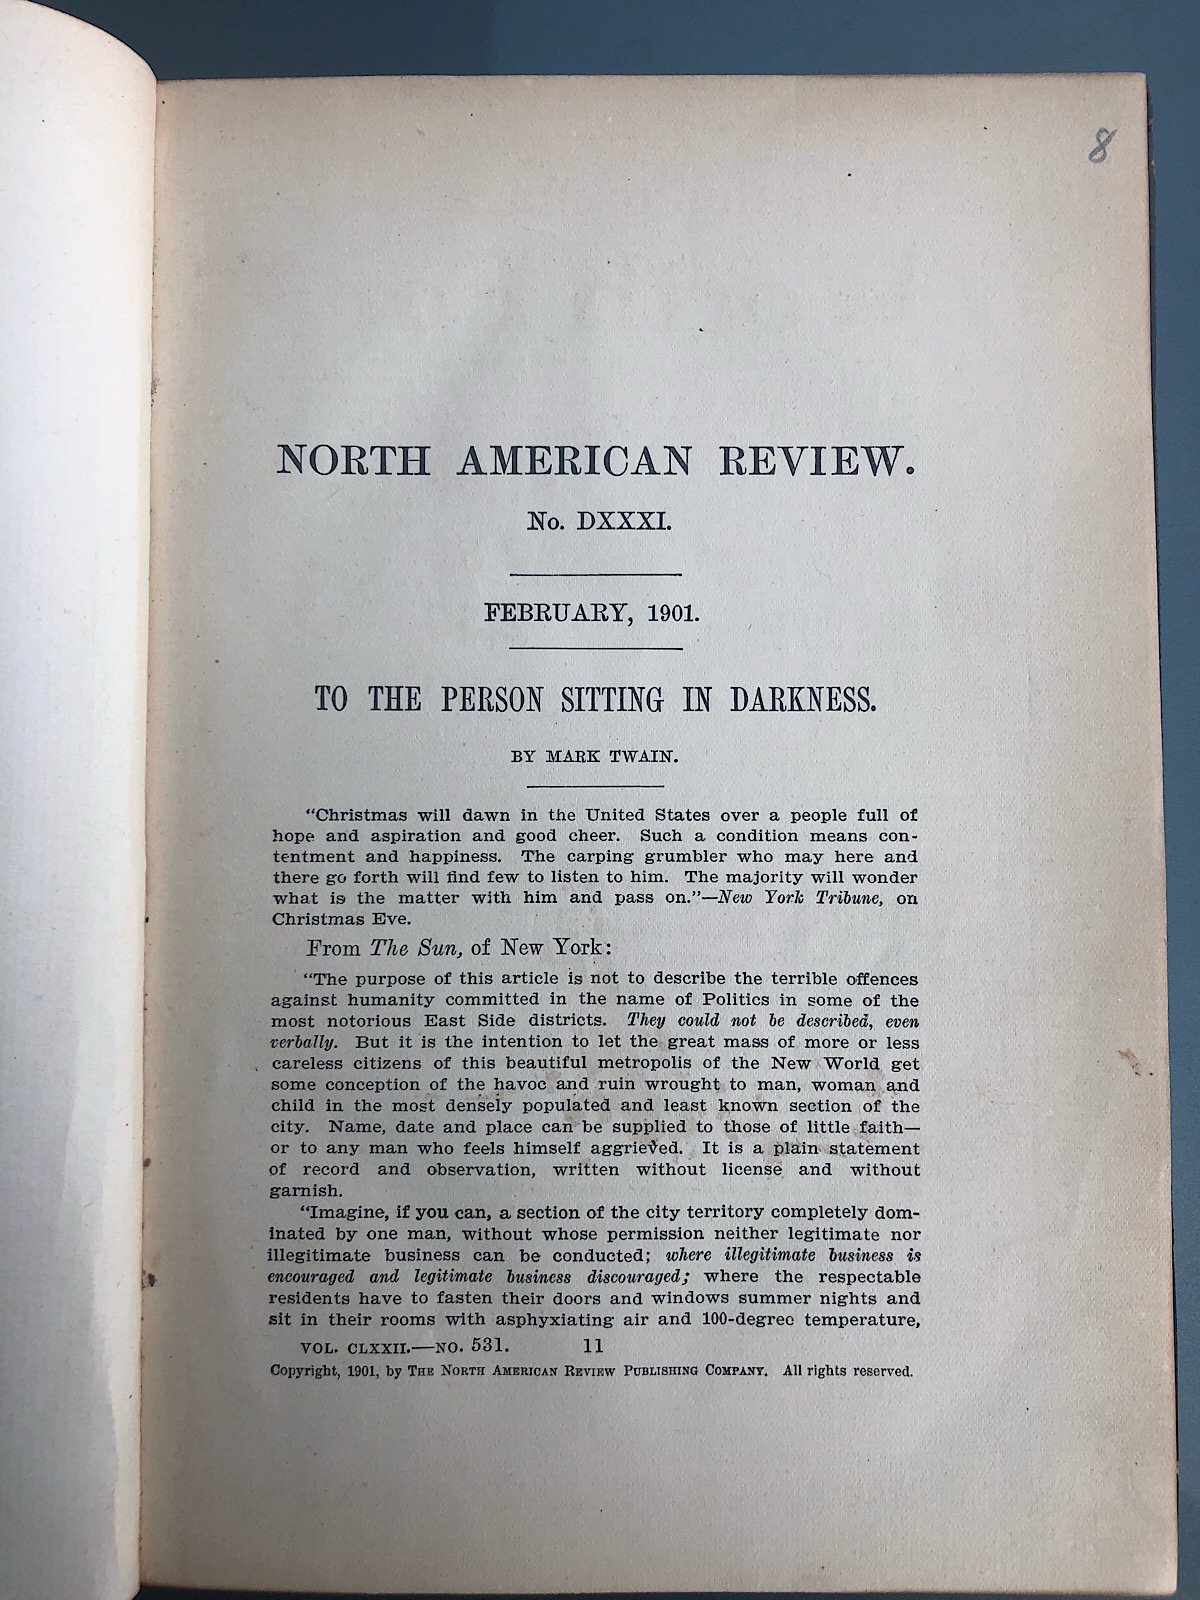 8
NORTH AMERICAN REVIEW.
No. DXXXI.
FEBRUARY, 1901.
TO THE PERSON SITTING IN DARKNESS.
BY MARK TWAIN.
“Christmas will dawn in the United States over a people full of
hope and aspiration and good cheer. Such a condition means con-
tentment and happiness. The carping grumbler who may here and
there go forth will find few to listen to him. The majority will wonder
what is the matter with him and pass on.”—New York Tribune, on
Christmas Eve.
From The Sun, of New York:
“The purpose of this article is not to describe the terrible offences
against humanity committed in the name of Politics in some of the
most notorious East Side districts. They could not be described, even
verbally. But it is the intention to let the great mass of more or less
careless citizens of this beautiful metropolis of the New World get
some conception of the havoc and ruin wrought to man, woman and
child in the most densely populated and least known section of the
city. Name, date and place can be supplied to those of little faith—
or to any man who feels himself aggrieved. It is a plain statement
of record and observation, written without license and without
garnish.
“Imagine, if you can, a section of the city territory completely dom-
inated by one man, without whose permission neither legitimate nor
illegitimate business can be conducted; where illegitimate business is
encouraged and legitimate business discouraged; where the respectable
residents have to fasten their doors and windows summer nights and
sit in their rooms with asphyxiating air and 100-degree temperature,
VOL. CLXXII.—NO. 531. 11
Copyright, 1901, by THE NORTH AMERICAN REVIEW PUBLISHING COMPANY. All rights reserved.